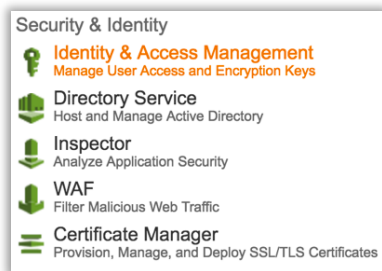 Security & Identity
Identity & Access Management
Manage User Access and Encryption Keys
Directory Service
Host and Manage Active Directory
Inspector
Analyze Application Security
WAF
Filter Malicious Web Traffic
Certificate Manager
Provision, Manage, and Deploy SSL/TLS Certificates